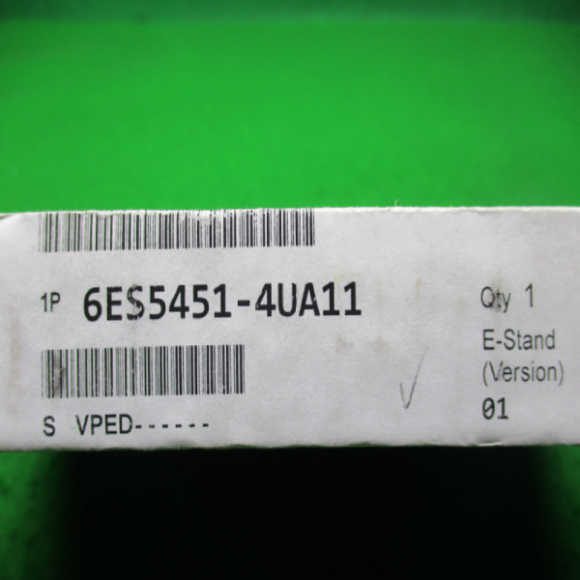 1P 6ES5451-4UA11
Qty 1
E-Stand
(Version)
01
S VPED------